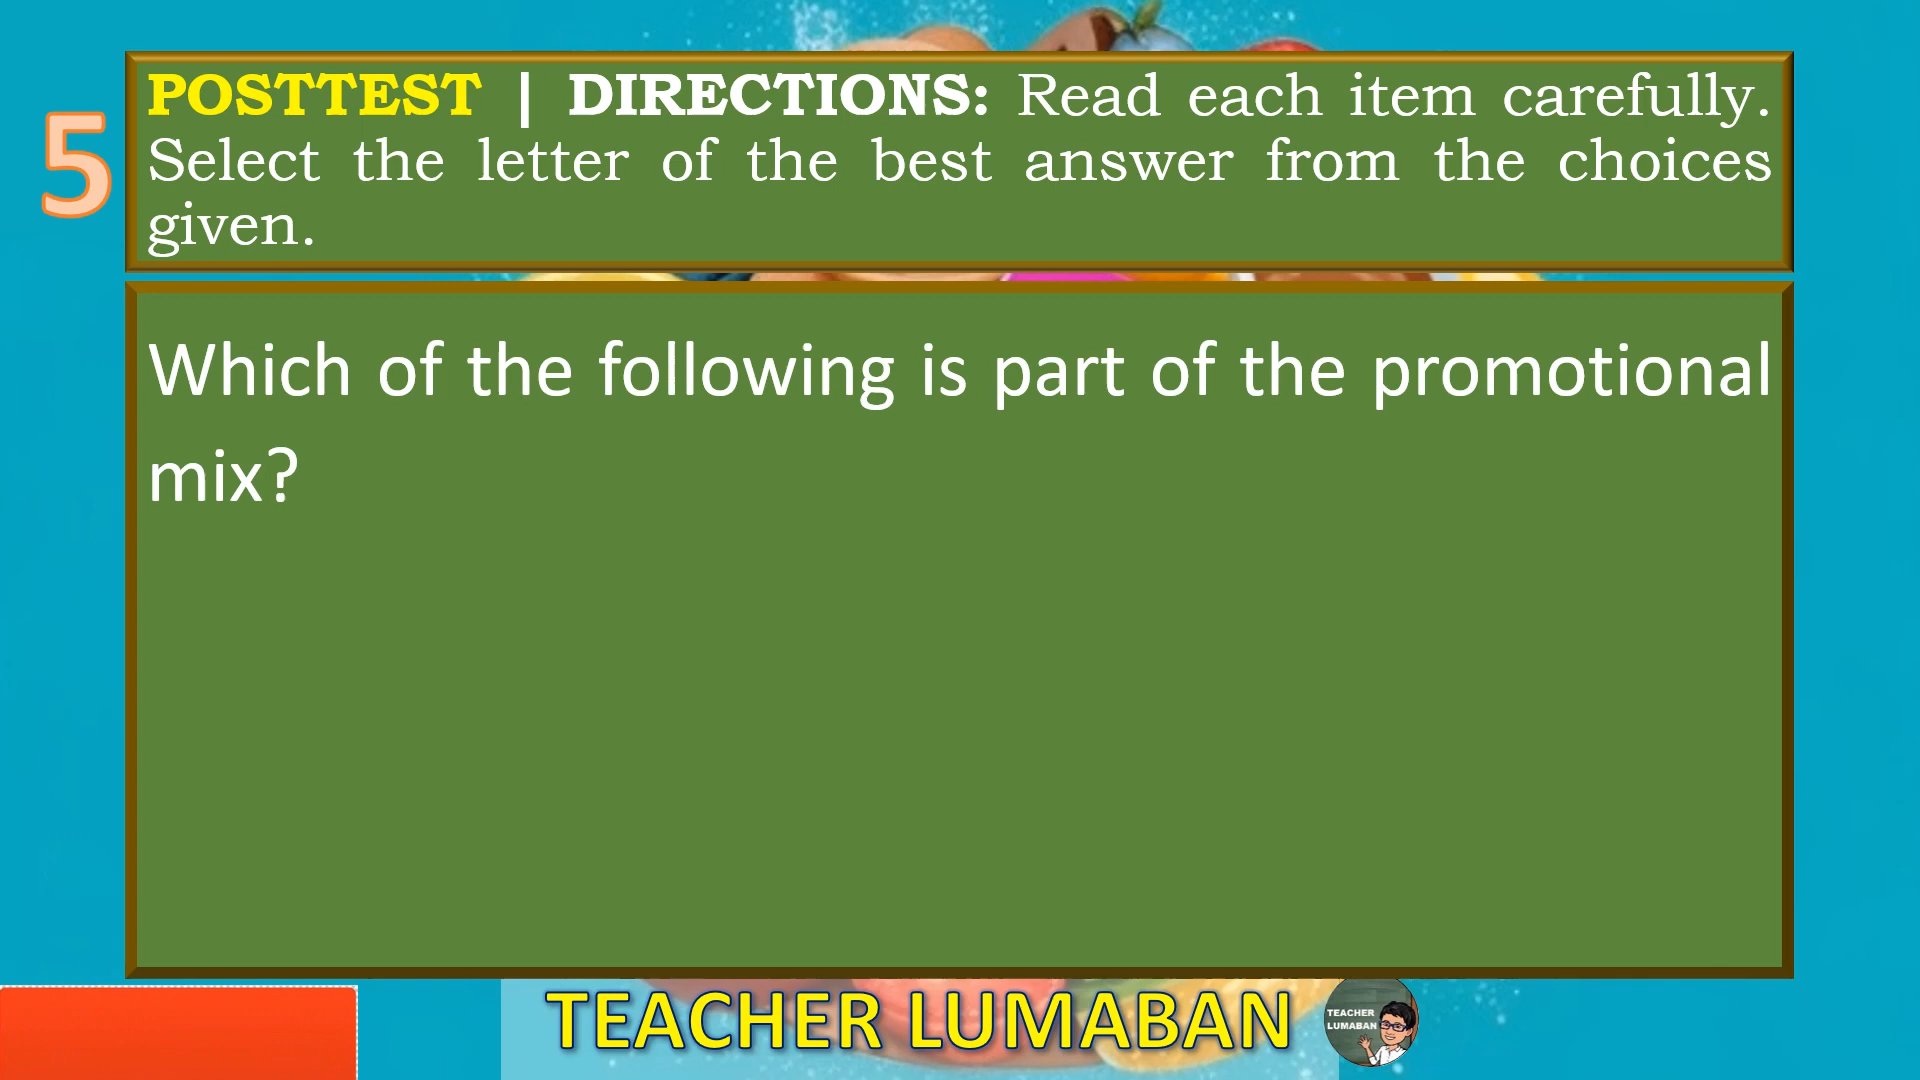 5
POSTTEST | DIRECTIONS: Read each item carefully.
Select the letter of the best answer from the choices
given.
Which of the following is part of the promotional
mix?
TEACHER LUMABAN
TEACHER
LUMABAN